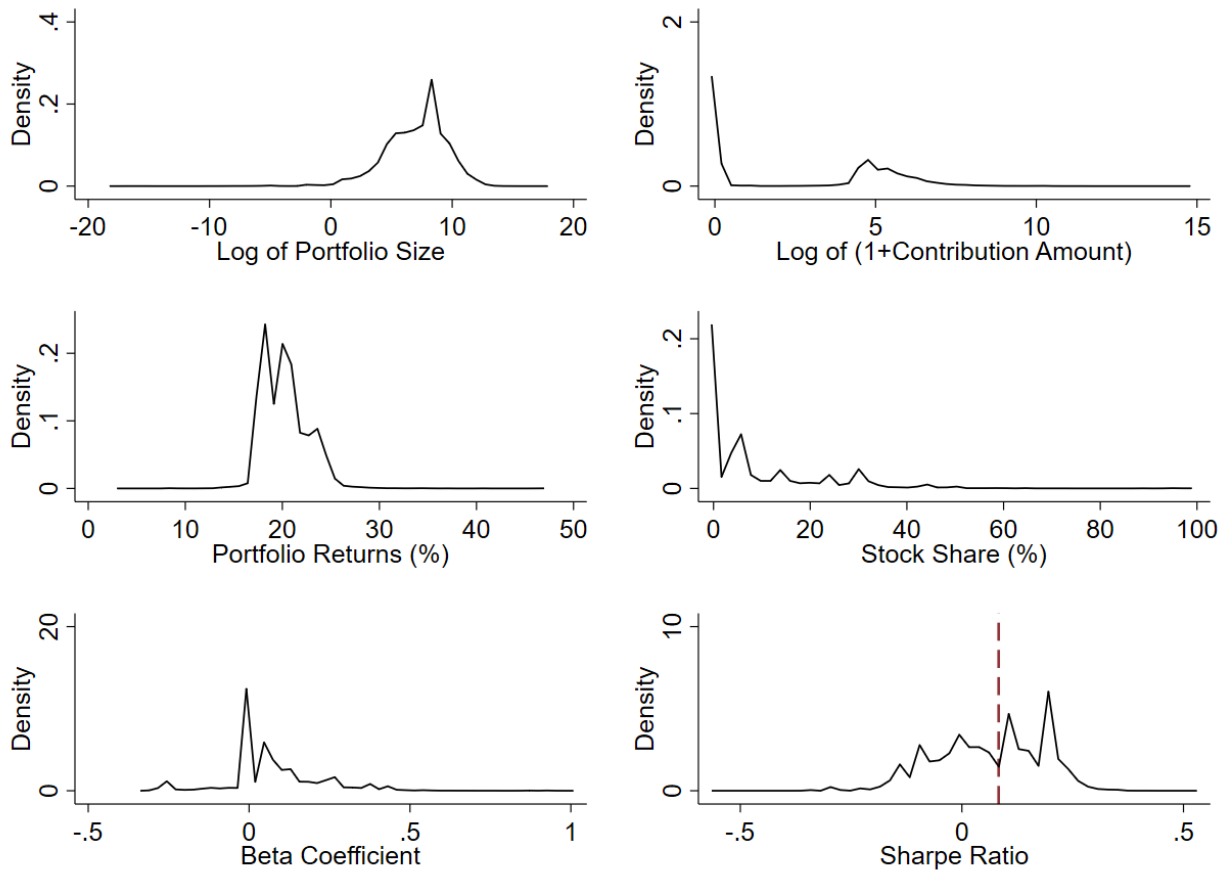 Density
0 .2 .4
-20 -10 0 10 20
Log of Portfolio Size
Density
0 2
0 5 10 15
Log of (1+Contribution Amount)
Density
0 .1 .2
0 10 20 30 40 50
Portfolio Returns (%)
Density
0 .1 .2
0 20 40 60 80 100
Stock Share (%)
Density
0 20
-.5 0 .5 1
Beta Coefficient
Density
0 10
-.5 0 .5
Sharpe Ratio